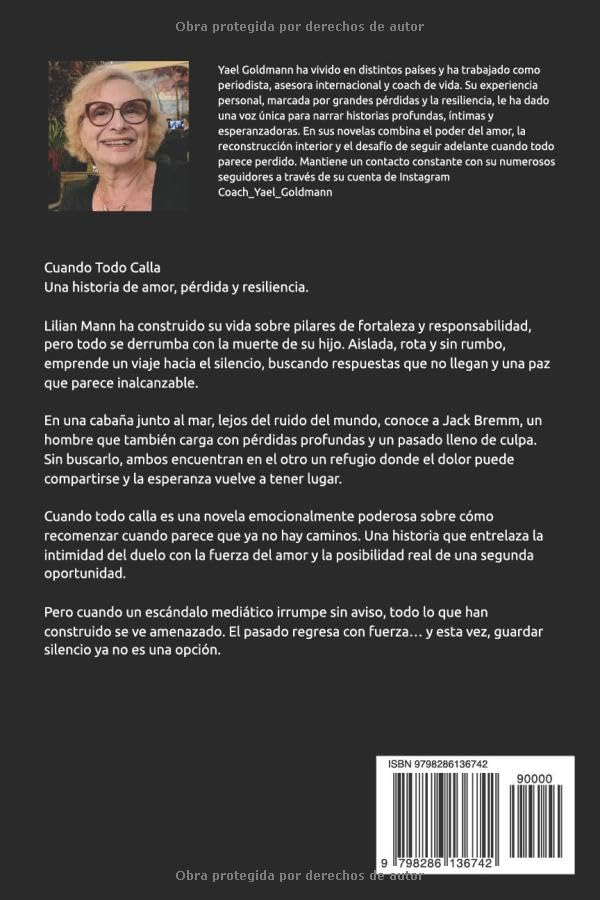 Obra protegida por derechos de autor
Yael Goldmann ha vivido en distintos países y ha trabajado como
periodista, asesora internacional y coach de vida. Su experiencia
personal, marcada por grandes pérdidas y la resiliencia, le ha dado
una voz única para narrar historias profundas, íntimas y
esperanzadoras. En sus novelas combina el poder del amor, la
reconstrucción interior y el desafío de seguir adelante cuando todo
parece perdido. Mantiene un contacto constante con su numerosos
seguidores a través de su cuenta de Instagram
Coach_Yael_Goldmann
Cuando Todo Calla
Una historia de amor, pérdida y resiliencia.
Lilian Mann ha construido su vida sobre pilares de fortaleza y responsabilidad,
pero todo se derrumba con la muerte de su hijo. Aislada, rota y sin rumbo,
emprende un viaje hacia el silencio, buscando respuestas que no llegan y una paz
que parece inalcanzable.
En una cabaña junto al mar, lejos del ruido del mundo, conoce a Jack Bremm, un
hombre que también carga con pérdidas profundas y un pasado lleno de culpa.
Sin buscarlo, ambos encuentran en el otro un refugio donde el dolor puede
compartirse y la esperanza vuelve a tener lugar.
Cuando todo calla es una novela emocionalmente poderosa sobre cómo
recomenzar cuando parece que ya no hay caminos. Una historia que entrelaza la
intimidad del duelo con la fuerza del amor y la posibilidad real de una segunda
oportunidad.
Pero cuando un escándalo mediático irrumpe sin aviso, todo lo que han
construido se ve amenazado. El pasado regresa con fuerza… y esta vez, guardar
silencio ya no es una opción.
ISBN 9798286136742
90000
9 798286 136742
Obra protegida por derechos de autor